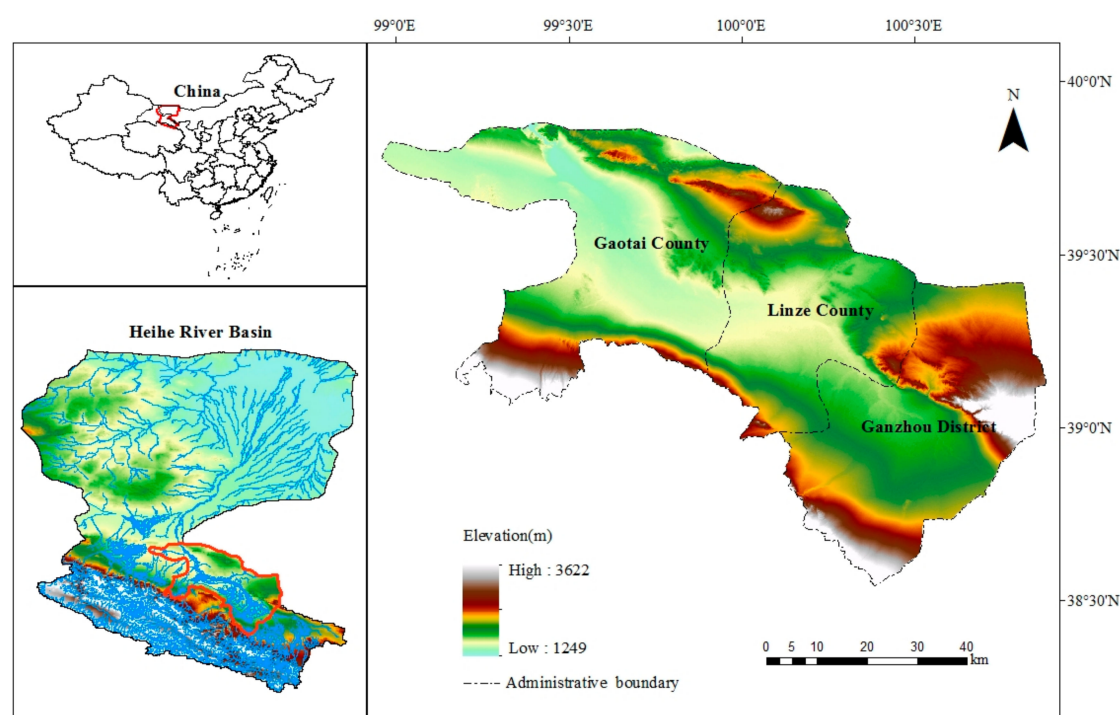 99°0'E 99°30'E 100°0'E 100°30'E
China
Heihe River Basin
40°0'N
N
39°30'N
39°0'N
38°30'N
Gaotai County
Linze County
Ganzhou District
Elevation(m)
High : 3622
Low : 1249
Administrative boundary
0 5 10 20 30 40
km